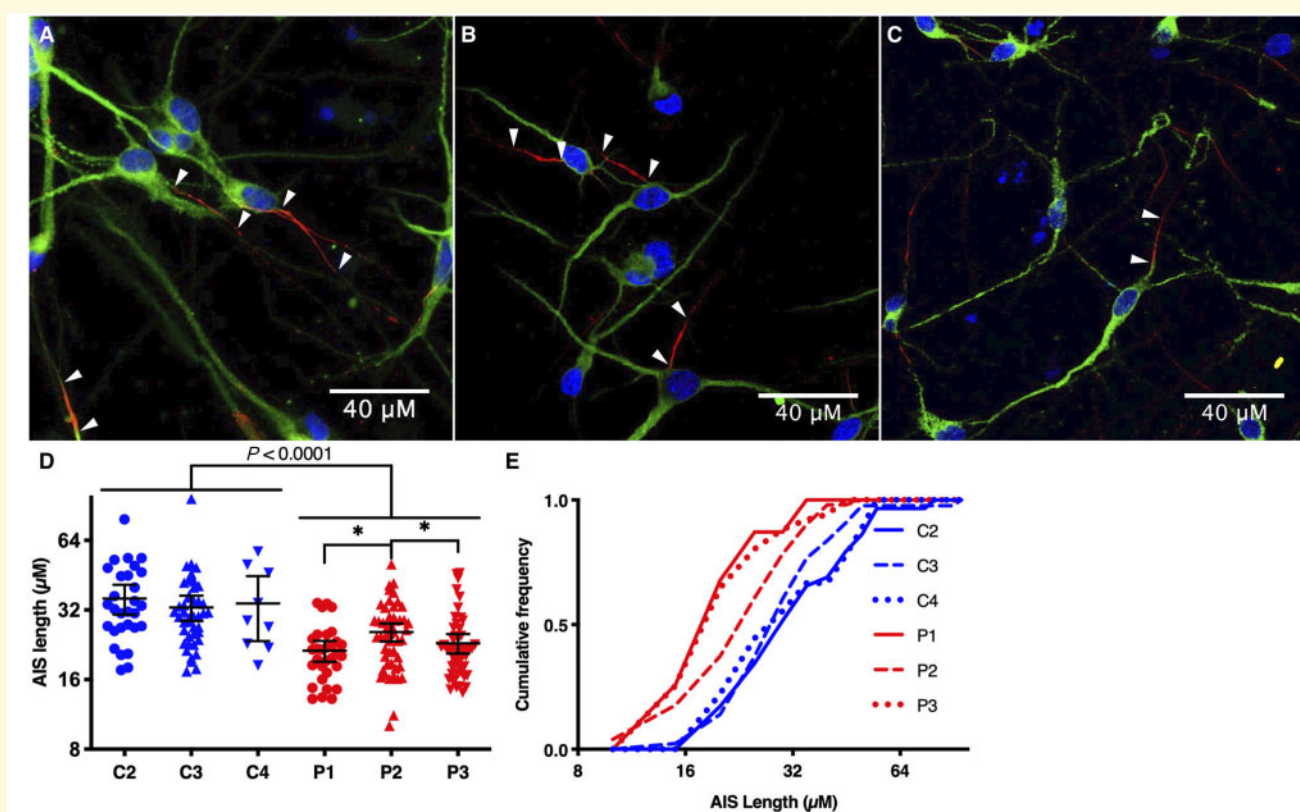 A
B
C
40 µM
40 µM
40 µM
D
P < 0.0001
*
*
AIS length (µM)
64
32
16
8
C2
C3
C4
P1
P2
P3
E
Cumulative frequency
1.0
0.5
0.0
8
16
32
64
AIS Length (µM)
C2
C3
C4
P1
P2
P3